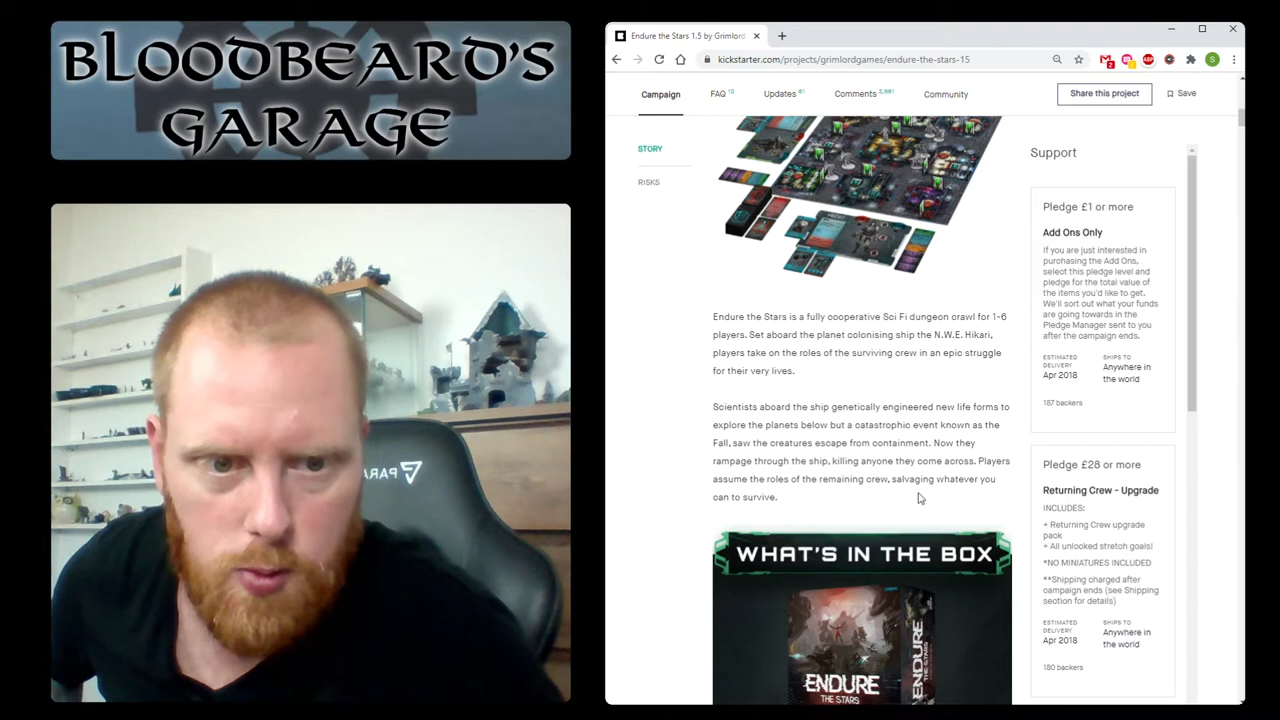 BLOODBEARD'S
GARAGE
PARA
Endure the Stars 1.5 by Grimlord
kickstarter.com/projects/grimlordgames/endure-the-stars-15
2
S
Campaign
FAQ 10
Updates 61
Comments 3,681
Community
Share this project
Save
STORY
RISKS
Endure the Stars is a fully cooperative Sci Fi dungeon crawl for 1-6
players. Set aboard the planet colonising ship the N.W.E. Hikari,
players take on the roles of the surviving crew in an epic struggle
for their very lives.
Scientists aboard the ship genetically engineered new life forms to
explore the planets below but a catastrophic event known as the
Fall, saw the creatures escape from containment. Now they
rampage through the ship, killing anyone they come across. Players
assume the roles of the remaining crew, salvaging whatever you
can to survive.
WHAT'S IN THE BOX
ENDURE
THE STARS
ENDURE
Support
Pledge £1 or more
Add Ons Only
If you are just interested in
purchasing the Add Ons,
select this pledge level and
pledge for the total value of
the items you'd like to get.
We'll sort out what your funds
are going towards in the
Pledge Manager sent to you
after the campaign ends.
ESTIMATED
DELIVERY
Apr 2018
SHIPS TO
Anywhere in
the world
187 backers
Pledge £28 or more
Returning Crew - Upgrade
INCLUDES:
+ Returning Crew upgrade
pack
+ All unlocked stretch goals!
*NO MINIATURES INCLUDED
**Shipping charged after
campaign ends (see Shipping
section for details)
ESTIMATED
DELIVERY
Apr 2018
SHIPS TO
Anywhere in
the world
180 backers